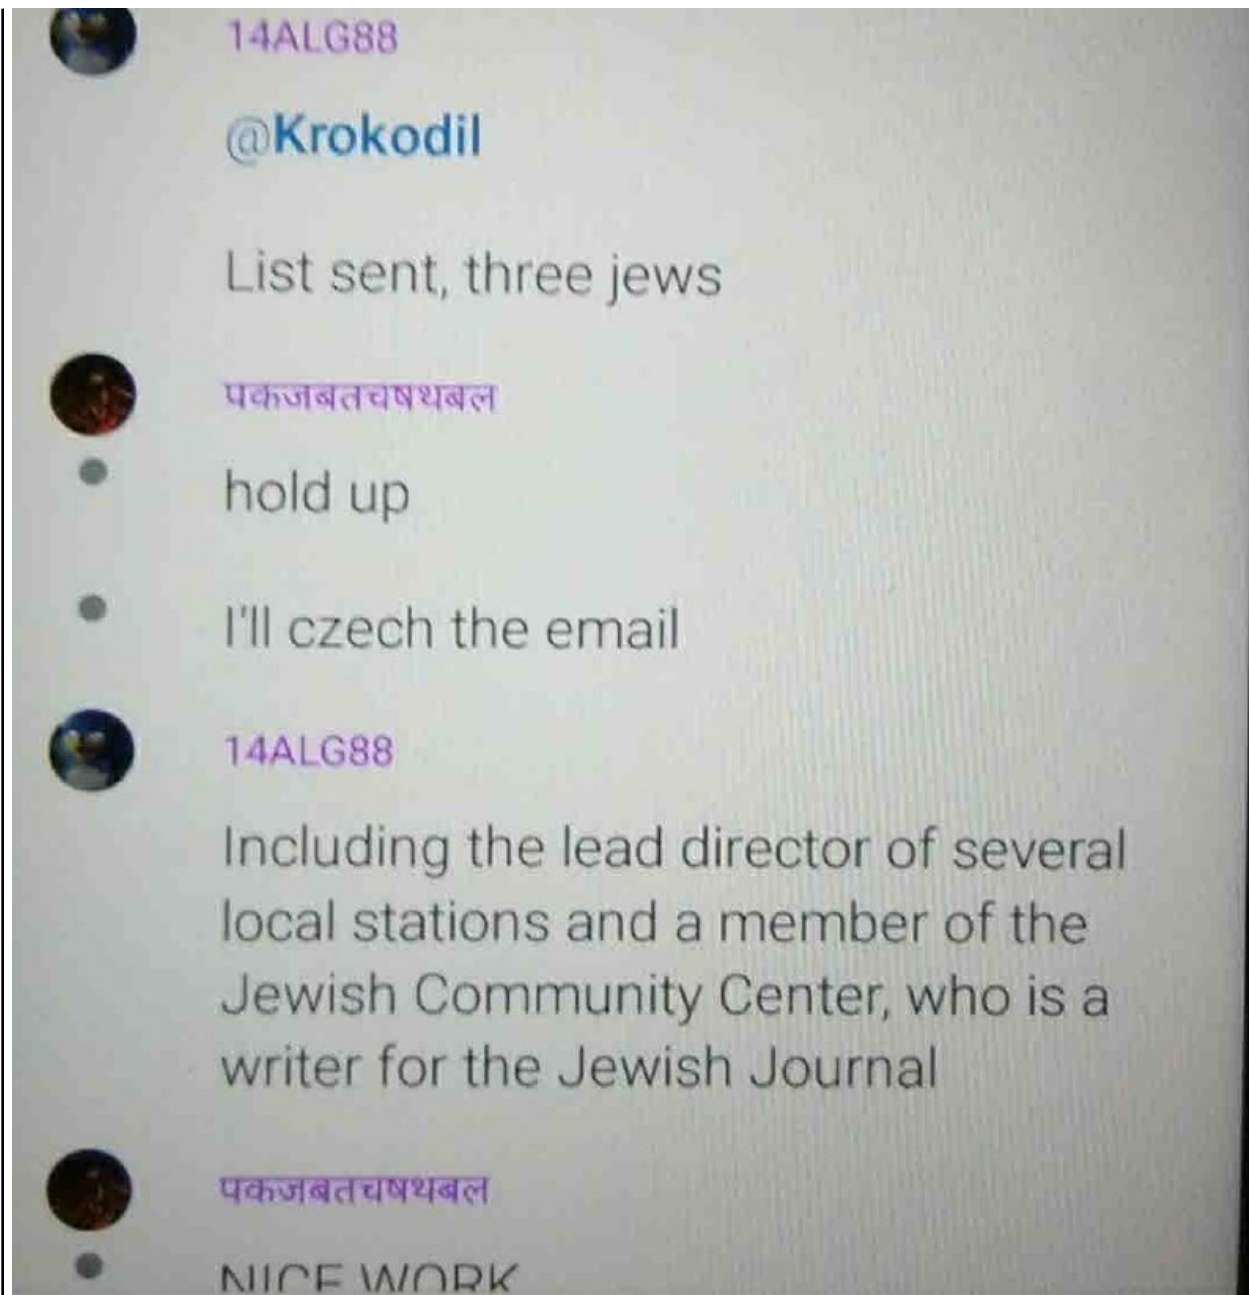 14ALG88
@Krokodil
List sent, three jews
पकजबतचषथबल
hold up
I'll czech the email
14ALG88
Including the lead director of several
local stations and a member of the
Jewish Community Center, who is a
writer for the Jewish Journal
पकजबतचषथबल
NICE WORK